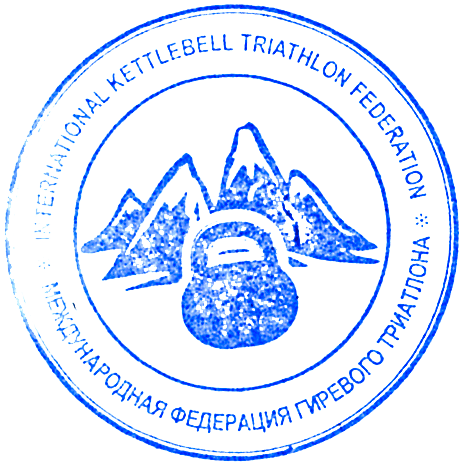 INTERNATIONAL KETTLEBELL TRIATHLON FEDERATION
МЕЖДУНАРОДНАЯ ФЕДЕРАЦИЯ ГИРЕВОГО ТРИАТЛОНА